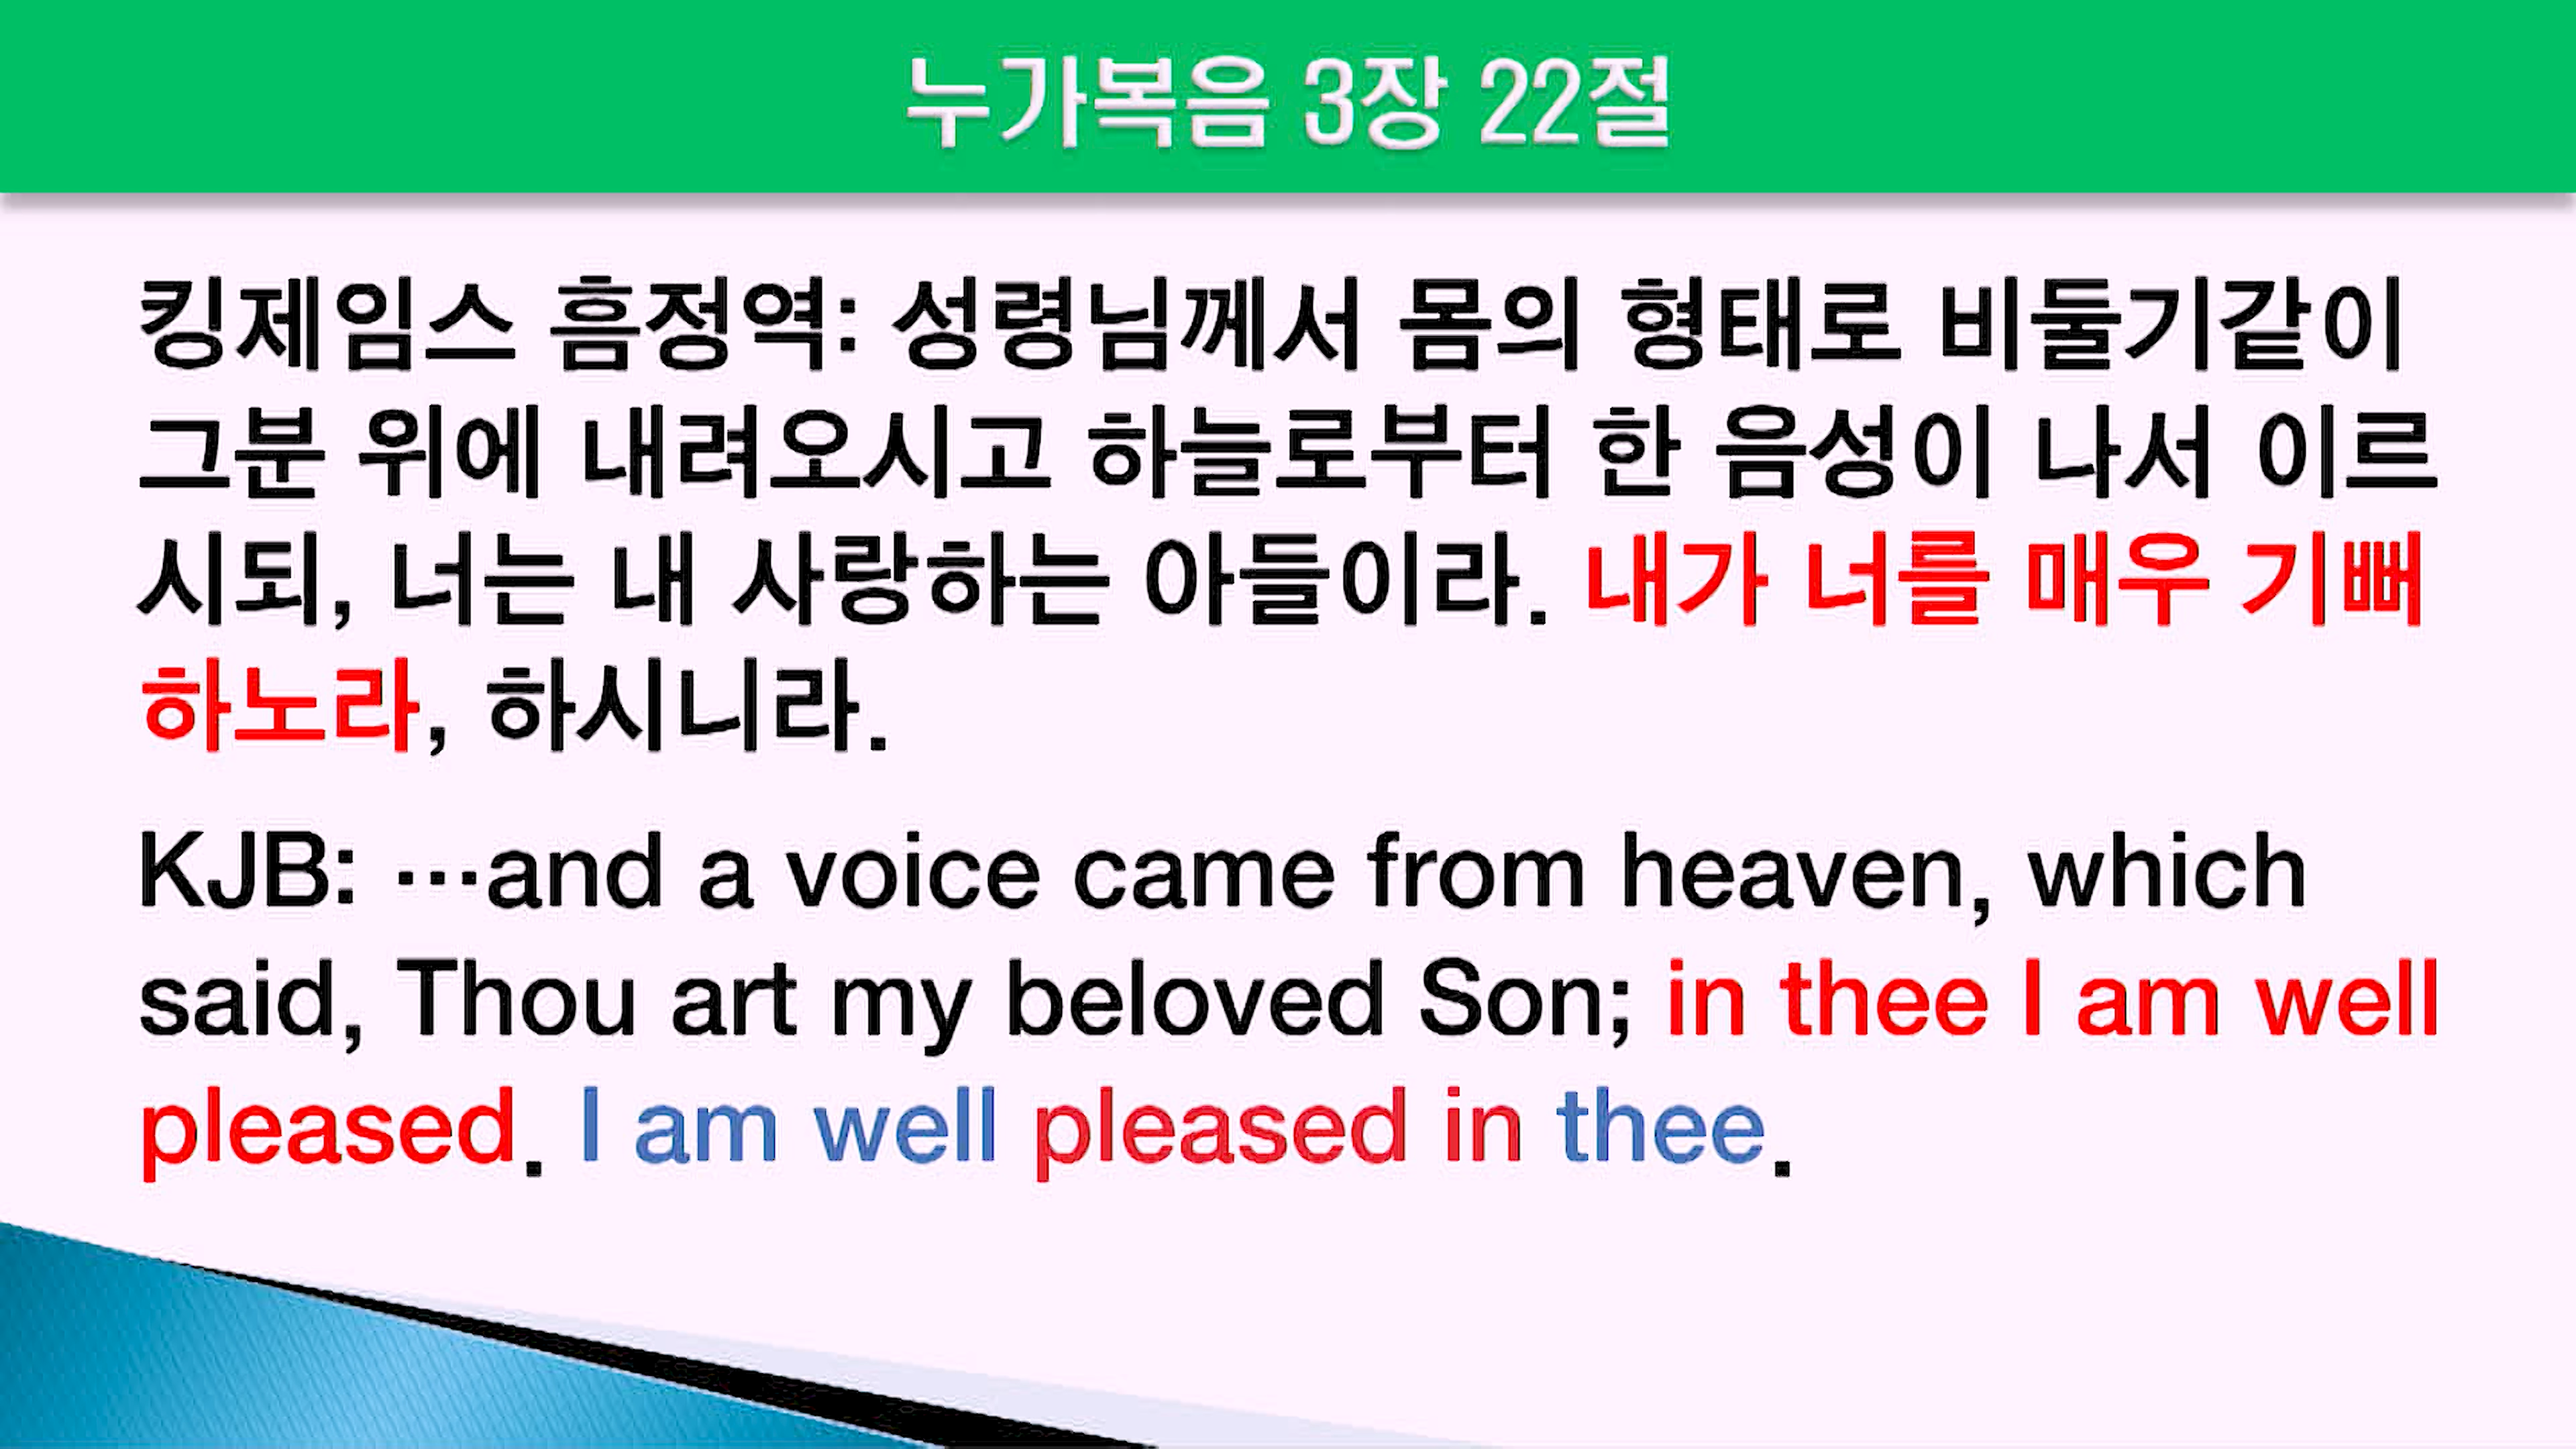 누가복음 3장 22절
킹제임스 흠정역: 성령님께서 몸의 형태로 비둘기같이
그분 위에 내려오시고 하늘로부터 한 음성이 나서 이르
시되, 너는 내 사랑하는 아들이라. 내가 너를 매우 기뻐
하노라, 하시니라.
KJB: …and a voice came from heaven, which
said, Thou art my beloved Son; in thee I am well
pleased. I am well pleased in thee.